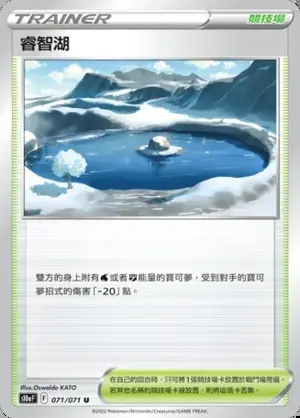 TRAINER 競技場
睿智湖
雙方的身上附有或者能量的寶可夢，受到對手的寶可
夢招式的傷害「-20」點。
Illus.Oswaldo KATO
在自己的回合時，只可將1張競技場卡放置於戰鬥場旁邊。
若其他名稱的競技場卡被放置，則將這張卡丟棄。
s10a F F 071/071 U
©2022 Pokémon/Nintendo/Creatures/GAME FREAK.